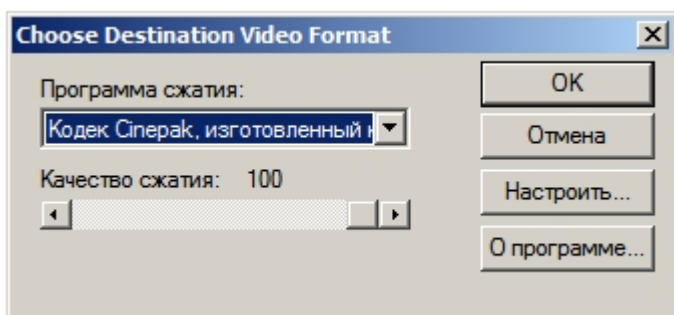 Choose Destination Video Format
Программа сжатия:
Кодек Cinepak, изготовленный
Качество сжатия: 100
OK
Отмена
Настроить...
О программе...